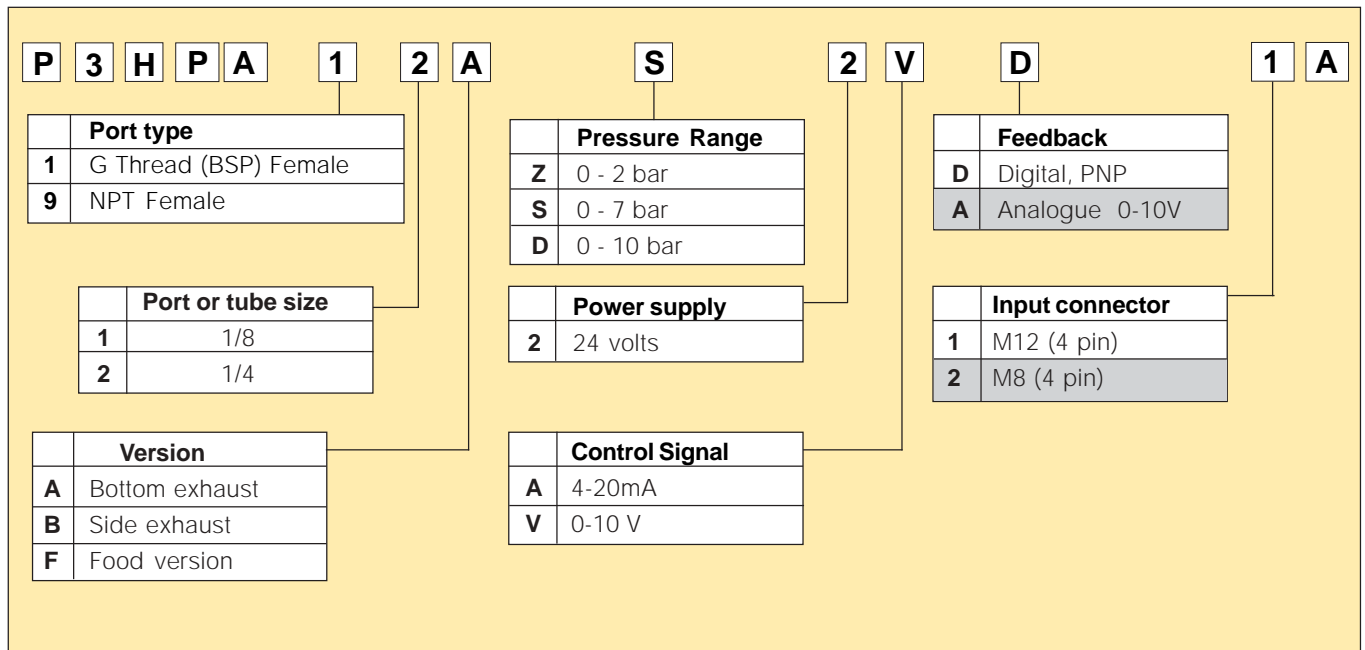 P 3 H P A 1 2 A S 2 V D 1 A
Port type
1 G Thread (BSP) Female
9 NPT Female
Port or tube size
1 1/8
2 1/4
Version
A Bottom exhaust
B Side exhaust
F Food version
Pressure Range
Z 0 - 2 bar
S 0 - 7 bar
D 0 - 10 bar
Power supply
2 24 volts
Control Signal
A 4-20mA
V 0-10 V
Feedback
D Digital, PNP
A Analogue 0-10V
Input connector
1 M12 (4 pin)
2 M8 (4 pin)